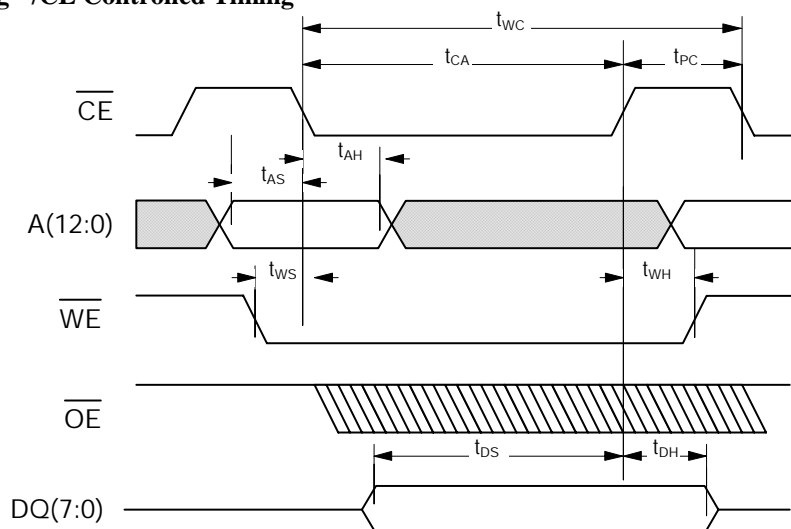 /CE Controlled Timing
tWC
tCA
tPC
CE
tAH
tAS
A(12:0)
tWS
tWH
WE
OE
tDS
tDH
DQ(7:0)